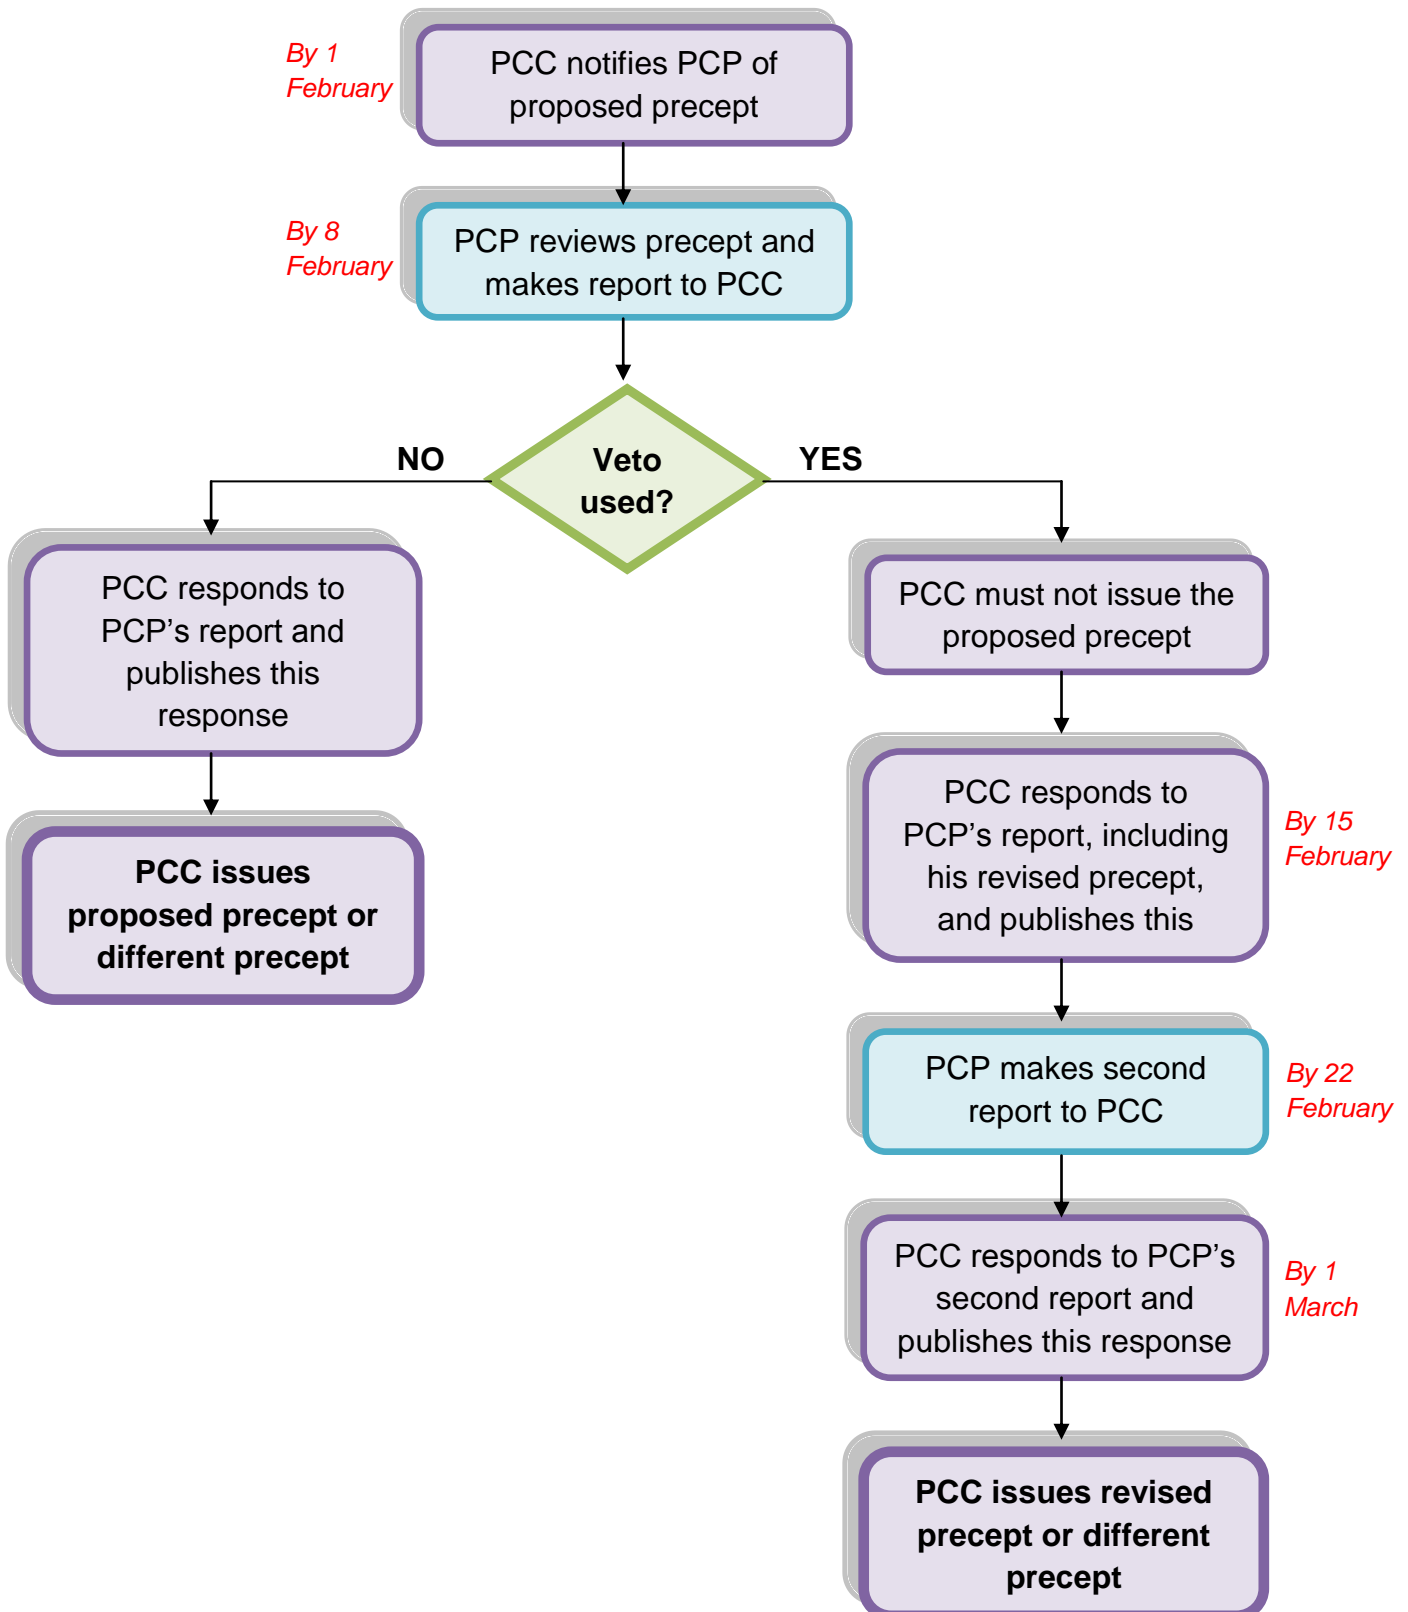 By 1
February
PCC notifies PCP of
proposed precept
By 8
February
PCP reviews precept and
makes report to PCC
NO
Veto
used?
YES
PCC responds to
PCP’s report and
publishes this
response
PCC issues
proposed precept or
different precept
PCC must not issue the
proposed precept
PCC responds to
PCP’s report, including
his revised precept,
and publishes this
By 15
February
PCP makes second
report to PCC
By 22
February
PCC responds to PCP’s
second report and
publishes this response
By 1
March
PCC issues revised
precept or different
precept